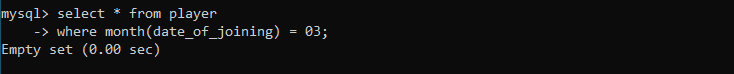 mysql> select * from player
    -> where month(date_of_joining) = 03;
Empty set (0.00 sec)